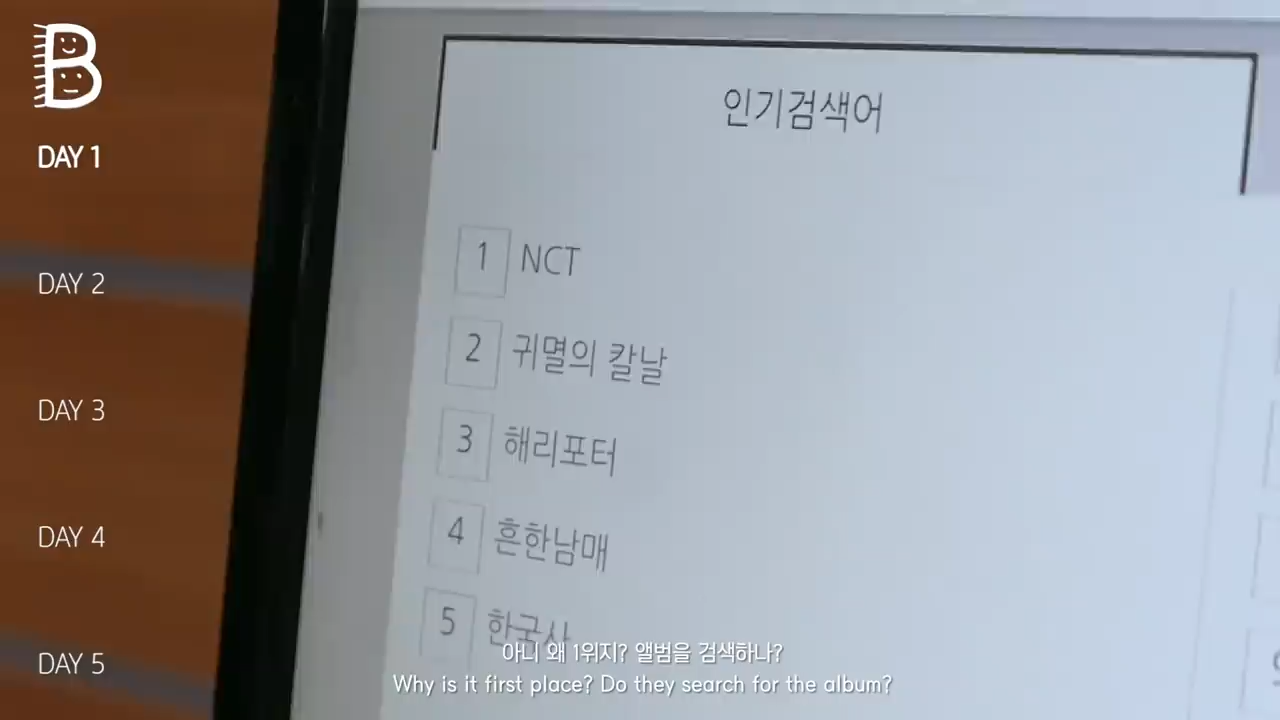 B
DAY 1
DAY 2
DAY 3
DAY 4
DAY 5
인기검색어
1 NCT
2 귀멸의 칼날
3 해리포터
4 흔한남매
5 한국사
아니 왜 1위지? 앨범을 검색하나?
Why is it first place? Do they search for the album?